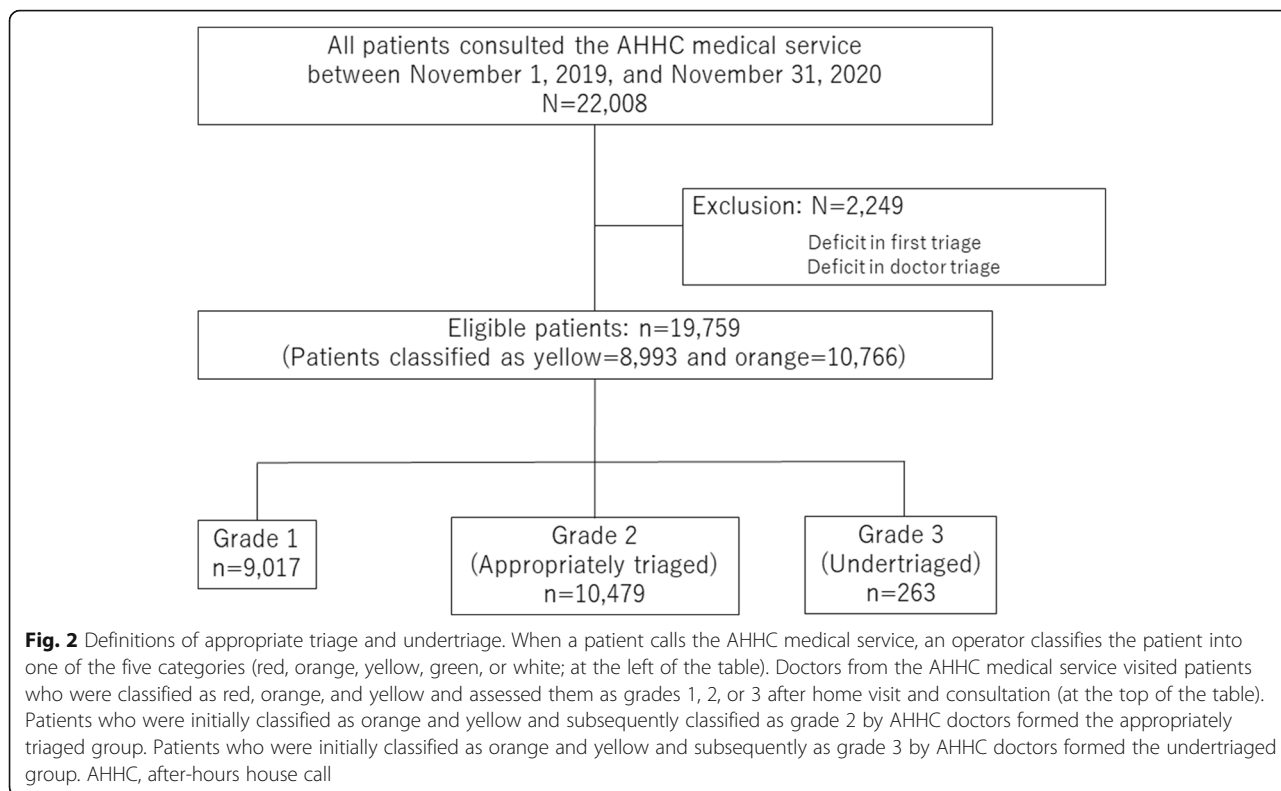 All patients consulted the AHHC medical service
between November 1, 2019, and November 31, 2020
N=22,008
Exclusion: N=2,249
Deficit in first triage
Deficit in doctor triage
Eligible patients: n=19,759
(Patients classified as yellow=8,993 and orange=10,766)
Grade 1
n=9,017
Grade 2
(Appropriately triaged)
n=10,479
Grade 3
(Undertriaged)
n=263
Fig. 2 Definitions of appropriate triage and undertriage. When a patient calls the AHHC medical service, an operator classifies the patient into
one of the five categories (red, orange, yellow, green, or white; at the left of the table). Doctors from the AHHC medical service visited patients
who were classified as red, orange, and yellow and assessed them as grades 1, 2, or 3 after home visit and consultation (at the top of the table).
Patients who were initially classified as orange and yellow and subsequently classified as grade 2 by AHHC doctors formed the appropriately
triaged group. Patients who were initially classified as orange and yellow and subsequently as grade 3 by AHHC doctors formed the undertriaged
group. AHHC, after-hours house call